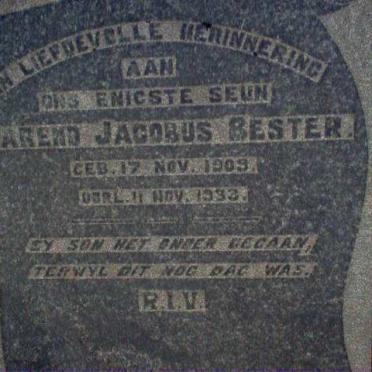 IN LIEFDEVOLLE HERINNERING
AAN
ONS ENIGSTE SEUN
AREND JACOBUS BESTER.
GEB. 17 NOV. 1909.
OORL. 11 NOV. 1933.
SY SON HET ONDER GEGAAN,
TERWYL DIT NOG DAG WAS.
R.I.V.